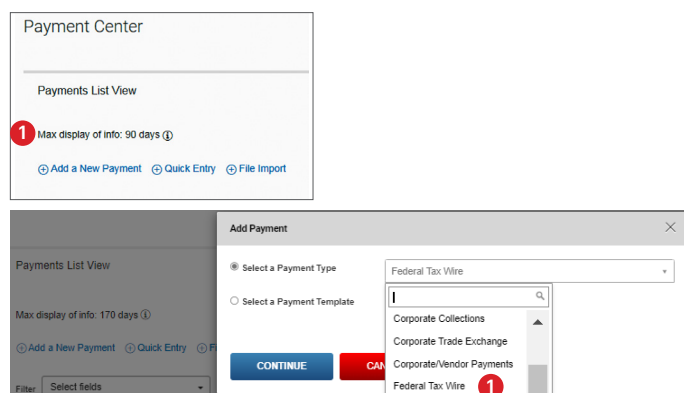 Payment Center
Payments List View
1 Max display of info: 90 days
Add a New Payment Quick Entry File Import
Add Payment
Payments List View
Select a Payment Type Federal Tax Wire
Select a Payment Template
Max display of info: 170 days
Corporate Collections
Add a New Payment Quick Entry
Corporate Trade Exchange
CONTINUE
Corporate/Vendor Payments
Filter Select fields
Federal Tax Wire 1